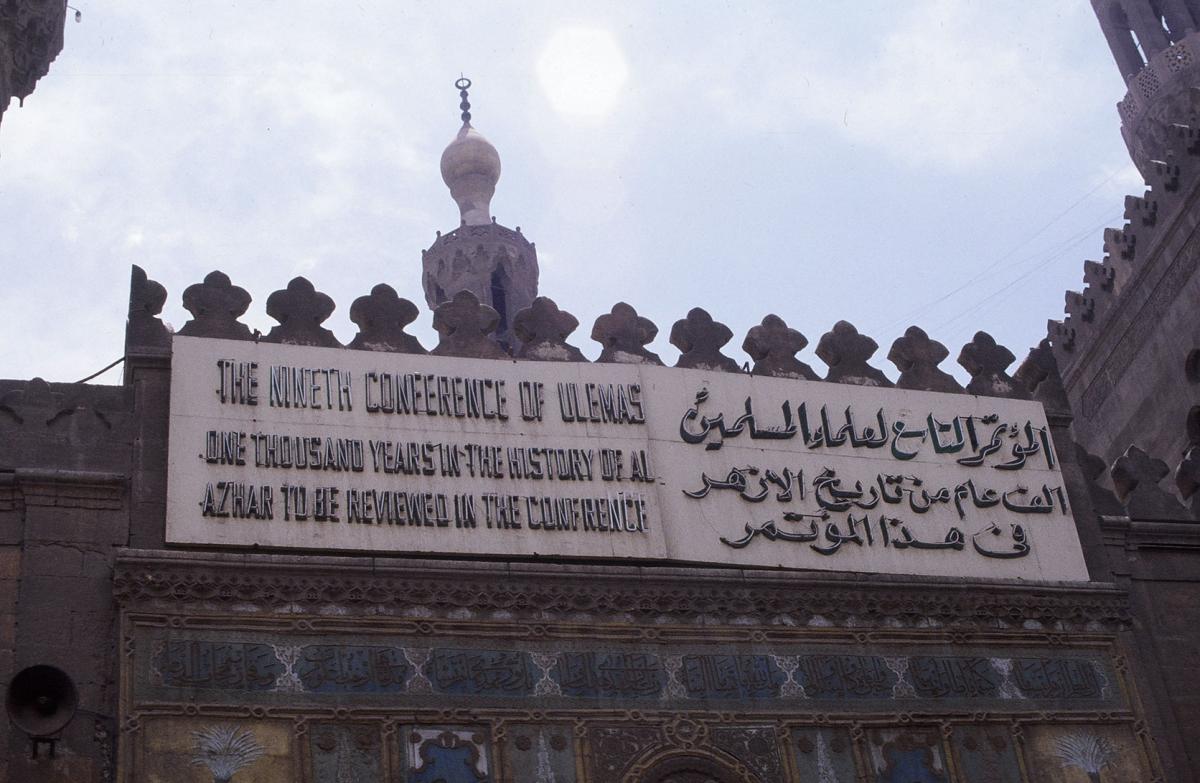 THE NINETH CONFERENCE OF ULEMAS
ONE THOUSAND YEARS IN THE HISTORY OF AL
AZHAR TO BE REVIEWED IN THE CONFRENCE
المؤتمر التاسع لعلماء المسلمين
الف عام من تاريخ الازهر
فى هذا المؤتمر